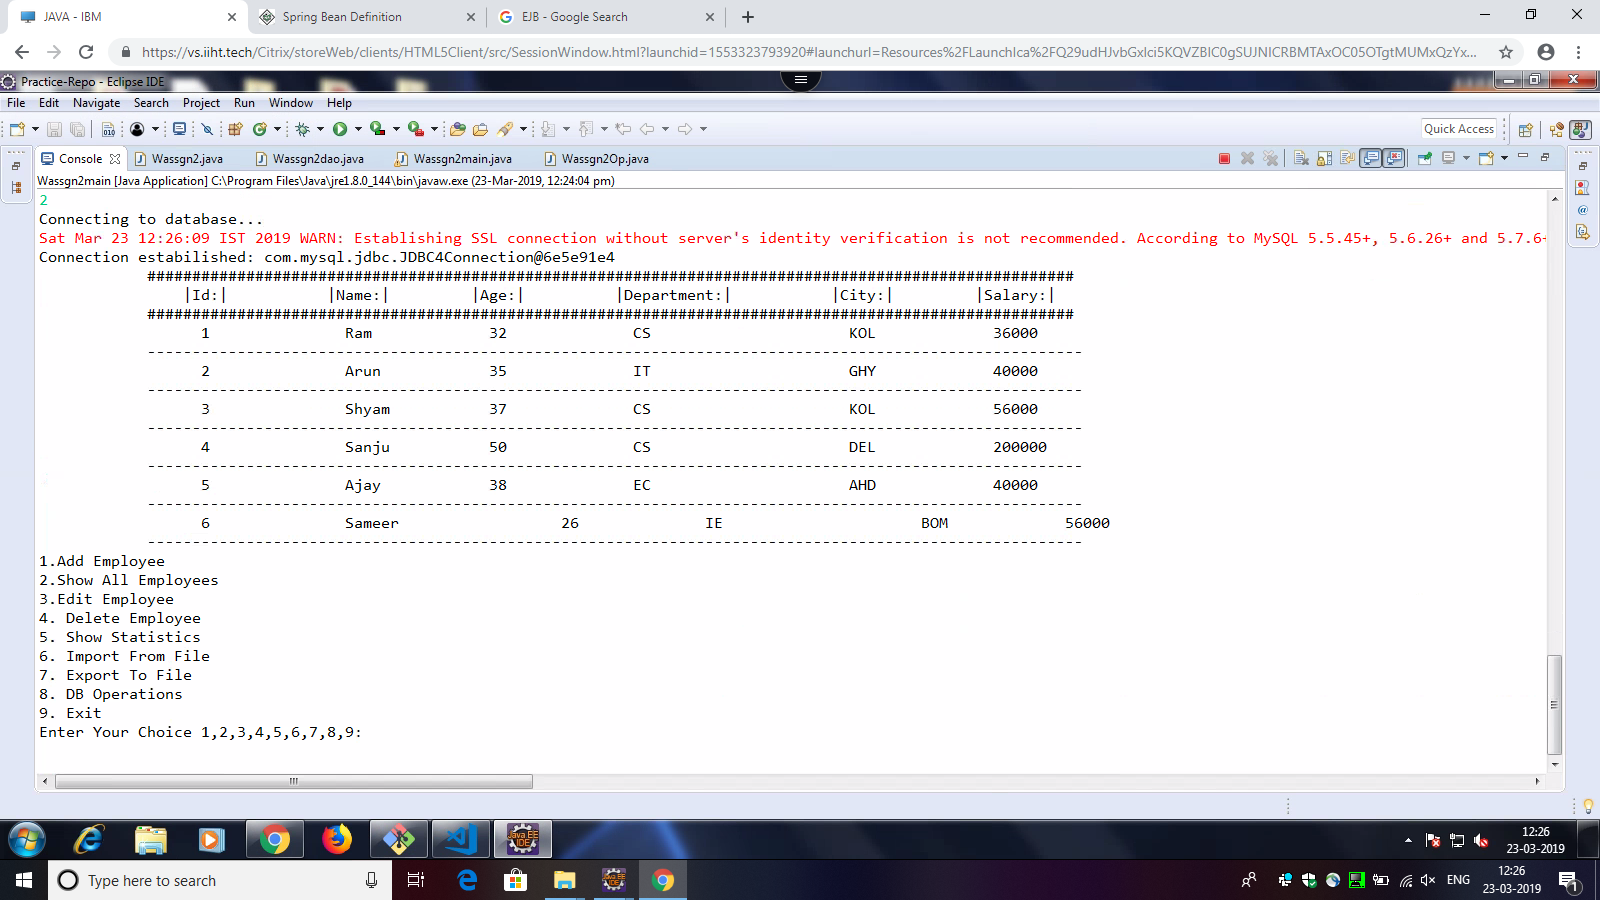 JAVA - IBM
Spring Bean Definition
EJB - Google Search
https://vs.iiht.tech/Citrix/storeWeb/clients/HTML5Client/src/SessionWindow.html?launchid=1553323793920#launchurl=Resources%2FLaunchIca%2FQ29udHJvbGxlci5KQVZBIC0gSUJNICRBMTAxOC05OTgtMUMxQzYx...
Practice-Repo - Eclipse IDE
File Edit Navigate Search Project Run Window Help
Quick Access
Console Wassgn2.java Wassgn2dao.java Wassgn2main.java Wassgn2Op.java
Wassgn2main [Java Application] C:\Program Files\Java\jre1.8.0_144\bin\javaw.exe (23-Mar-2019, 12:24:04 pm)
2
Connecting to database...
Sat Mar 23 12:26:09 IST 2019 WARN: Establishing SSL connection without server's identity verification is not recommended. According to MySQL 5.5.45+, 5.6.26+ and 5.7.6+
Connection estabilished: com.mysql.jdbc.JDBC4Connection@6e5e91e4
#######################################################################################################
|Id:| |Name:| |Age:| |Department:| |City:| |Salary:|
#######################################################################################################
1 Ram 32 CS KOL 36000
--------------------------------------------------------------------------------------------------------
2 Arun 35 IT GHY 40000
--------------------------------------------------------------------------------------------------------
3 Shyam 37 CS KOL 56000
--------------------------------------------------------------------------------------------------------
4 Sanju 50 CS DEL 200000
--------------------------------------------------------------------------------------------------------
5 Ajay 38 EC AHD 40000
--------------------------------------------------------------------------------------------------------
6 Sameer 26 IE BOM 56000
--------------------------------------------------------------------------------------------------------
1.Add Employee
2.Show All Employees
3.Edit Employee
4. Delete Employee
5. Show Statistics
6. Import From File
7. Export To File
8. DB Operations
9. Exit
Enter Your Choice 1,2,3,4,5,6,7,8,9:
Java EE IDE
12:26
23-03-2019
Type here to search
ENG
12:26
23-03-2019
1